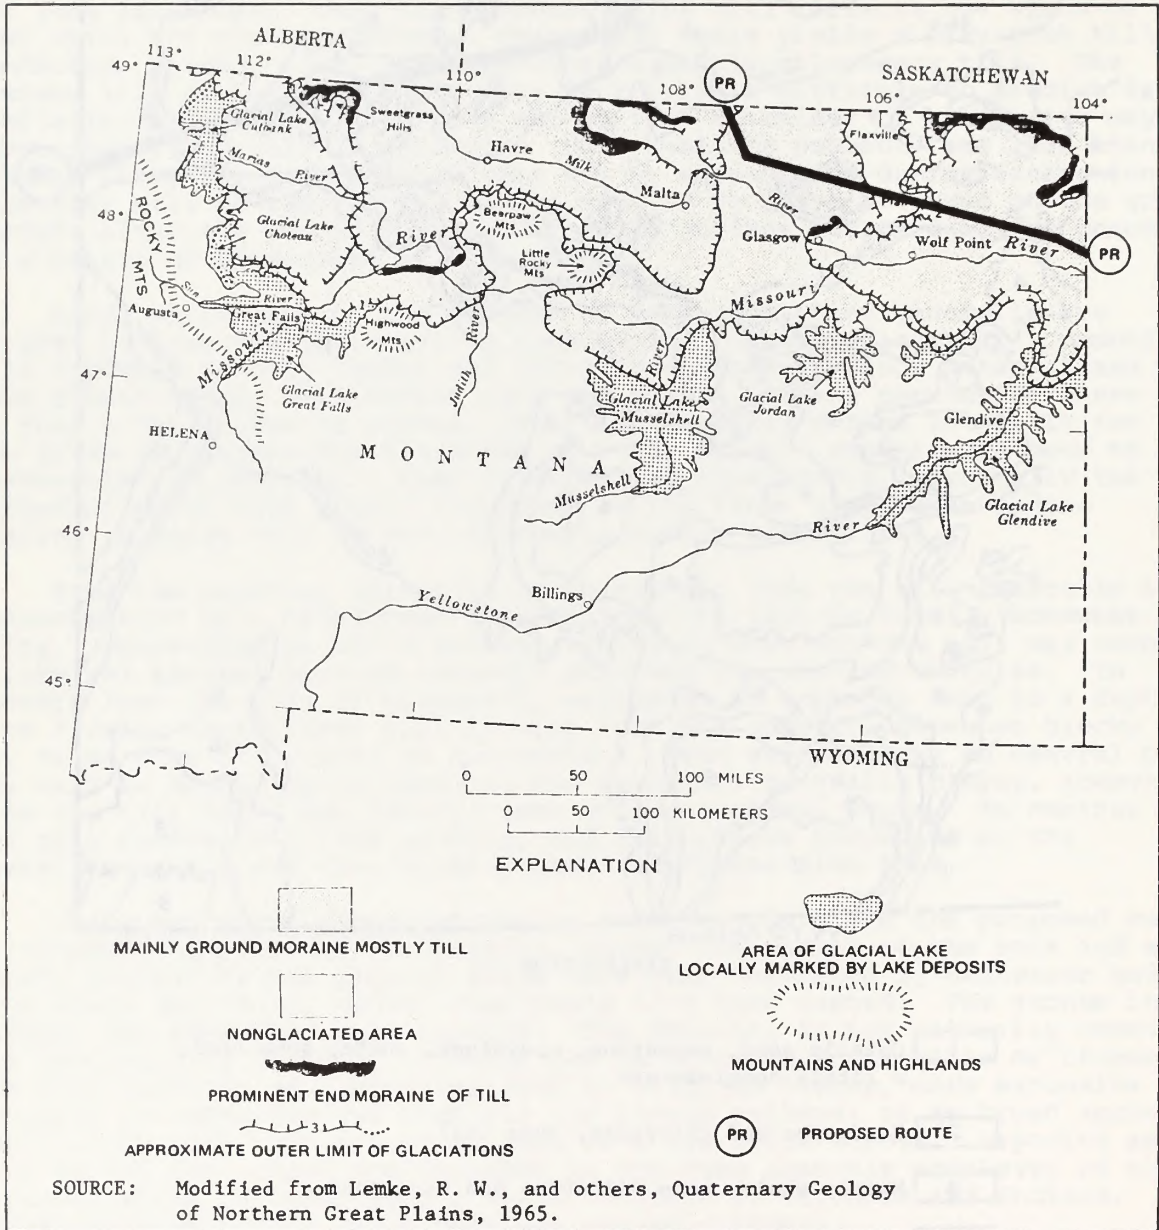 ALBERTA
113°
112°
110°
108°
PR
SASKATCHEWAN
106°
104°
49°
Glacial Lake
Cutbank
Sweetgrass
Hills
Flaxville
Marias
River
Havre
Milk
River
Malta
48°
ROCKY
MTS
Glacial Lake
Choteau
River
Bearpaw
Mts
Little
Rocky
Mts
Glasgow
Wolf Point
River
PR
Sun
River
Augusta
Great Falls
Highwood
Mts
Missouri
Missouri
River
Judith
River
47°
Glacial Lake
Great Falls
Glacial Lake
Musselshell
Glacial Lake
Jordan
Glendive
HELENA
MONTANA
Musselshell
Glacial Lake
Glendive
46°
River
Billings
Yellowstone
45°
WYOMING
0 50 100 MILES
0 50 100 KILOMETERS
EXPLANATION
MAINLY GROUND MORAINE MOSTLY TILL
NONGLACIATED AREA
PROMINENT END MORAINE OF TILL
3
APPROXIMATE OUTER LIMIT OF GLACIATIONS
AREA OF GLACIAL LAKE
LOCALLY MARKED BY LAKE DEPOSITS
MOUNTAINS AND HIGHLANDS
PR PROPOSED ROUTE
SOURCE: Modified from Lemke, R. W., and others, Quaternary Geology
of Northern Great Plains, 1965.